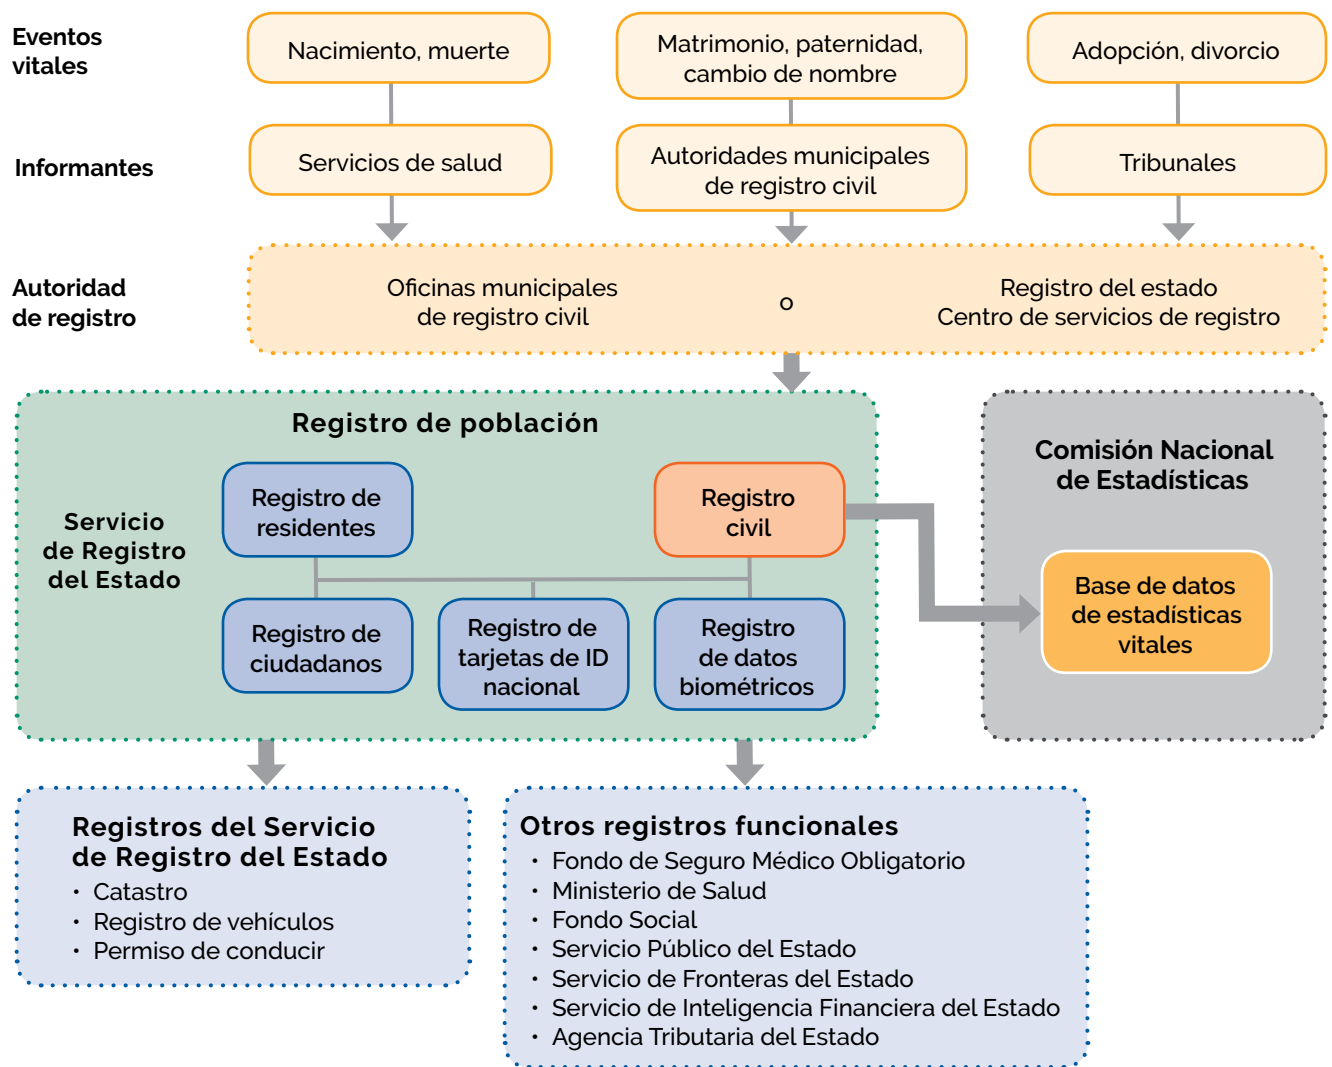 Eventos
vitales
Nacimiento, muerte
Matrimonio, paternidad,
cambio de nombre
Adopción, divorcio
Informantes
Servicios de salud
Autoridades municipales
de registro civil
Tribunales
Autoridad
de registro
Oficinas municipales
de registro civil
o
Registro del estado
Centro de servicios de registro
Registro de población
Servicio
de Registro
del Estado
Registro de
residentes
Registro
civil
Registro de
ciudadanos
Registro de
tarjetas de ID
nacional
Registro
de datos
biométricos
Comisión Nacional
de Estadísticas
Base de datos
de estadísticas
vitales
Registros del Servicio
de Registro del Estado
• Catastro
• Registro de vehículos
• Permiso de conducir
Otros registros funcionales
• Fondo de Seguro Médico Obligatorio
• Ministerio de Salud
• Fondo Social
• Servicio Público del Estado
• Servicio de Fronteras del Estado
• Servicio de Inteligencia Financiera del Estado
• Agencia Tributaria del Estado